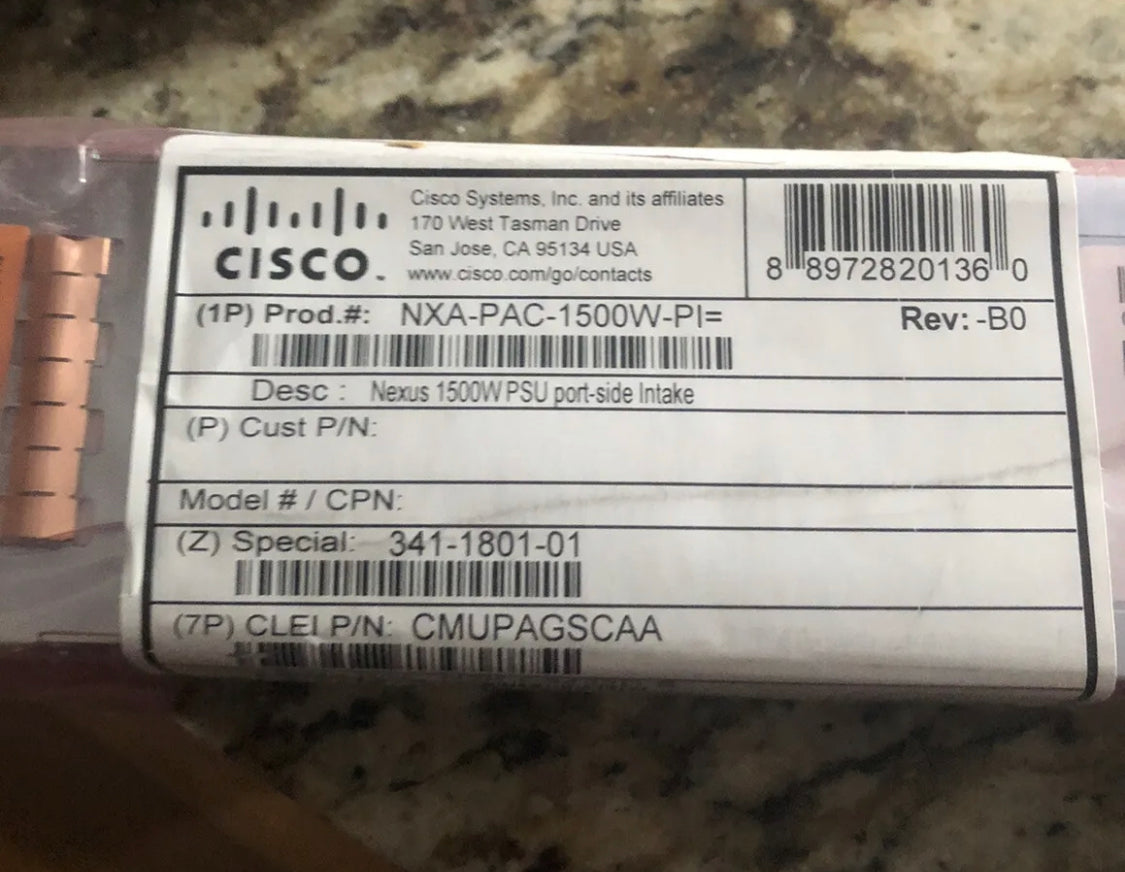 CISCO
Cisco Systems, Inc. and its affiliates
170 West Tasman Drive
San Jose, CA 95134 USA
www.cisco.com/go/contacts
8 8972820136 0
(1P) Prod.#: NXA-PAC-1500W-PI= Rev: -B0
Desc : Nexus 1500W PSU port-side Intake
(P) Cust P/N:
Model # / CPN:
(Z) Special: 341-1801-01
(7P) CLEI P/N: CMUPAGSCAA